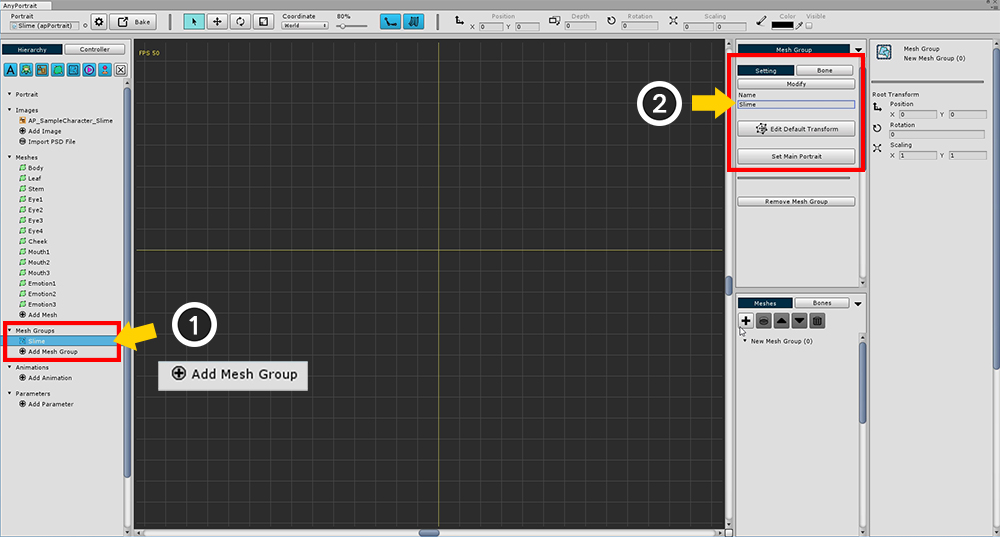 AnyPortrait
Portrait
Slime (apPortrait)
Bake
Coordinate
World
80%
Position
X 0 Y 0
Depth
0
Rotation
0
Scaling
X 0 Y 0
Color
Visible
Hierarchy
Controller
Portrait
Images
AP_SampleCharacter_Slime
Add Image
Import PSD File
Meshes
Body
Leaf
Stem
Eye1
Eye2
Eye3
Eye4
Cheek
Mouth1
Mouth2
Mouth3
Emotion1
Emotion2
Emotion3
Add Mesh
Mesh Groups
Slime
Add Mesh Group
Animations
Add Animation
Parameters
Add Parameter
FPS 50
1
Add Mesh Group
2
Mesh Group
Setting
Bone
Modify
Name
Slime
Edit Default Transform
Set Main Portrait
Remove Mesh Group
Meshes
Bones
New Mesh Group (0)
Mesh Group
New Mesh Group (0)
Root Transform
Position
X 0 Y 0
Rotation
0
Scaling
X 1 Y 1